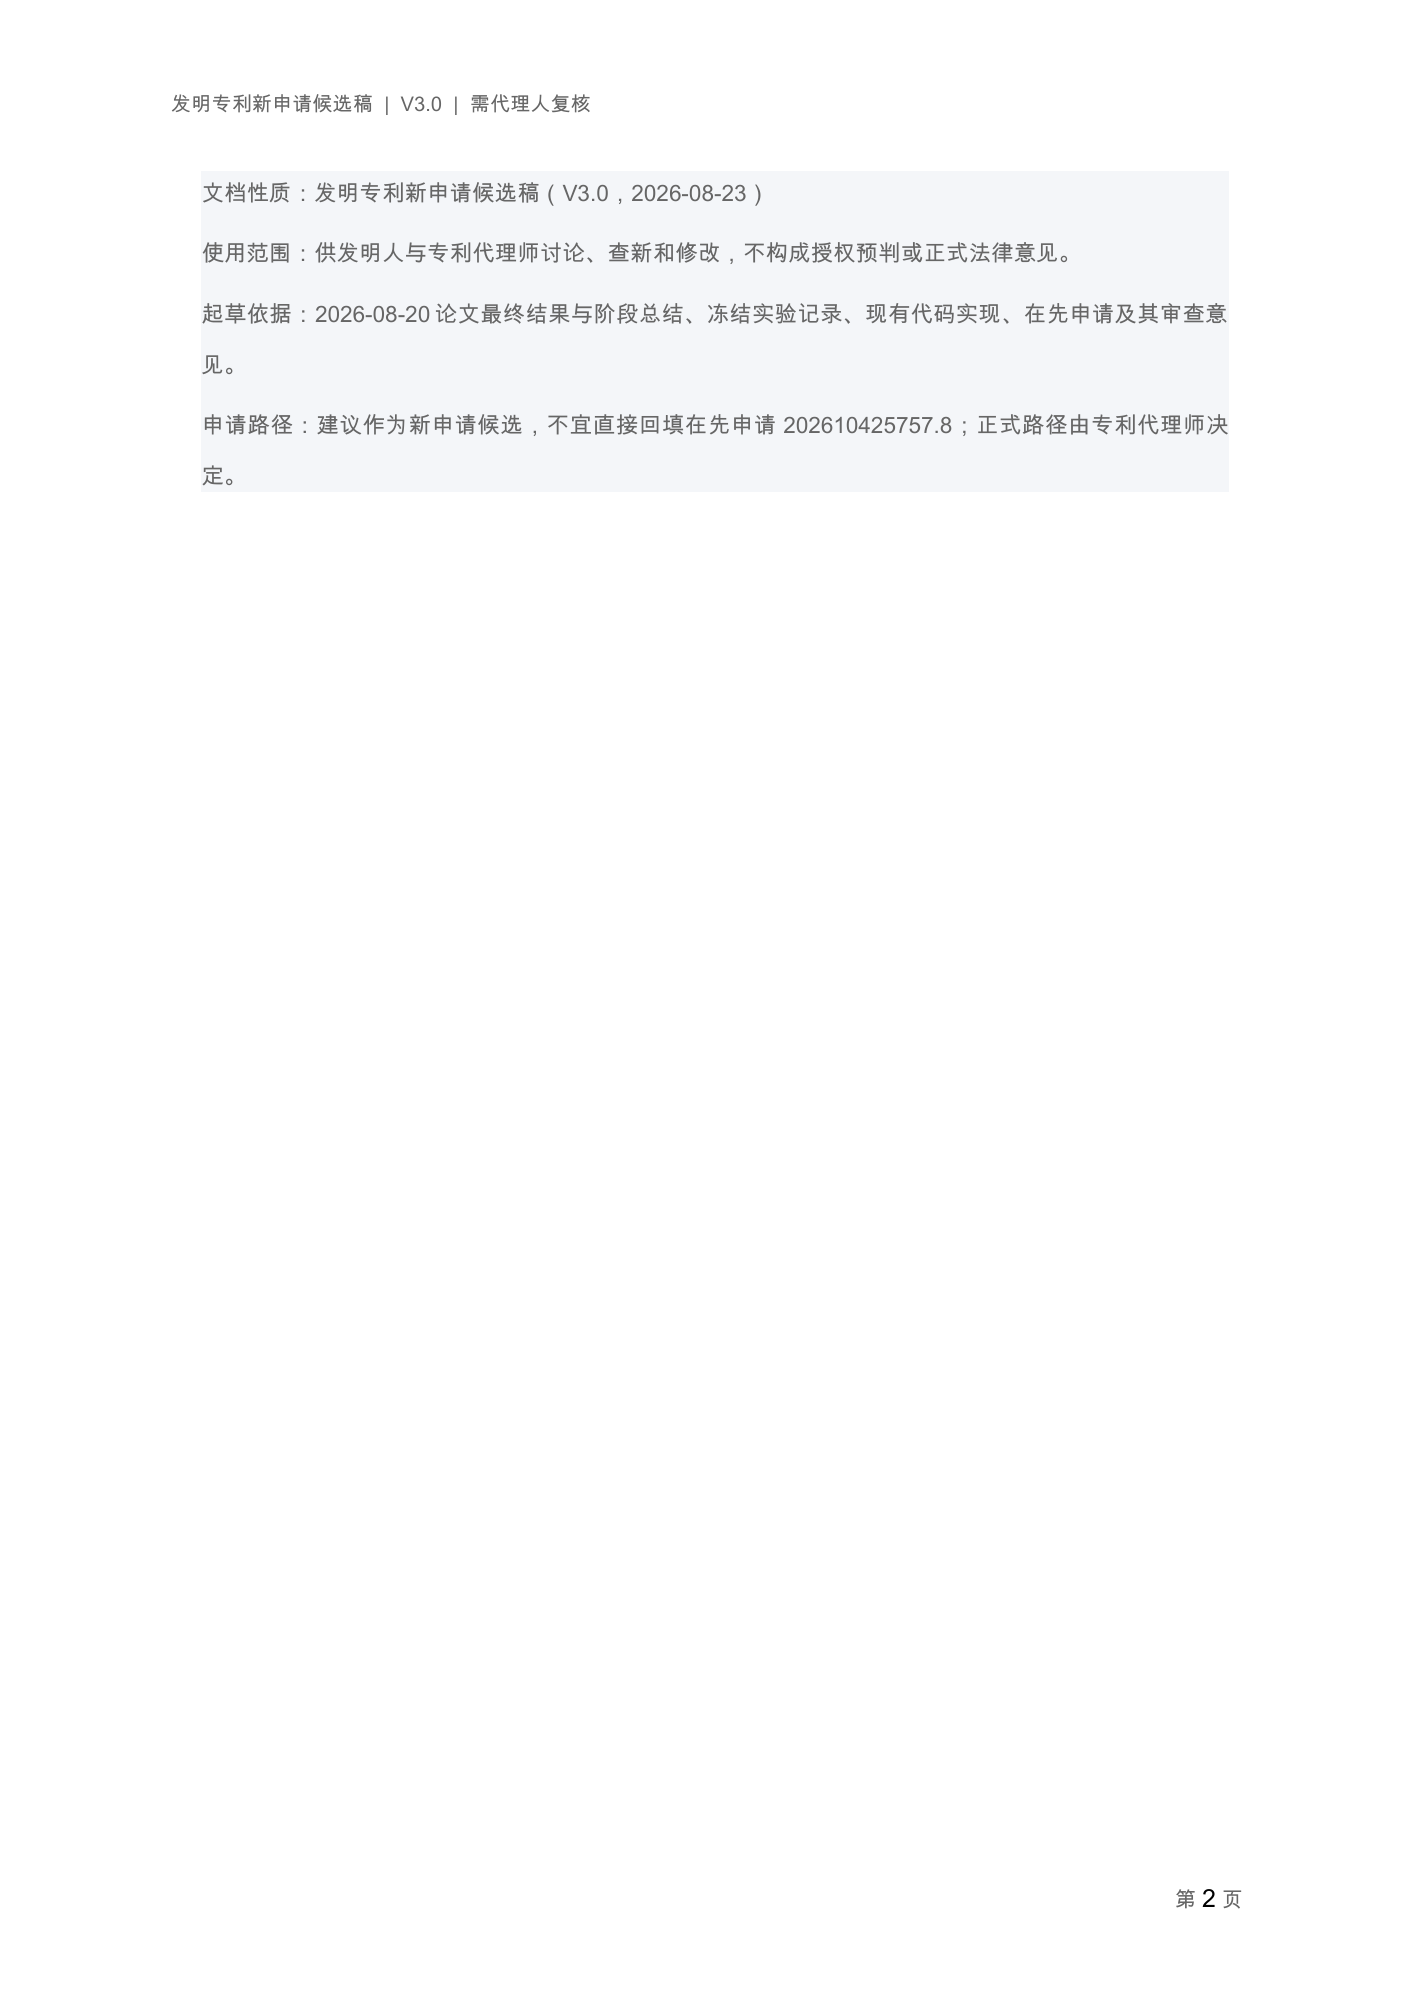 发明专利新申请候选稿 | V3.0 | 需代理人复核
文档性质：发明专利新申请候选稿（V3.0，2026-08-23）
使用范围：供发明人与专利代理师讨论、查新和修改，不构成授权预判或正式法律意见。
起草依据：2026-08-20 论文最终结果与阶段总结、冻结实验记录、现有代码实现、在先申请及其审查意
见。
申请路径：建议作为新申请候选，不宜直接回填在先申请 202610425757.8；正式路径由专利代理师决
定。
第 2 页